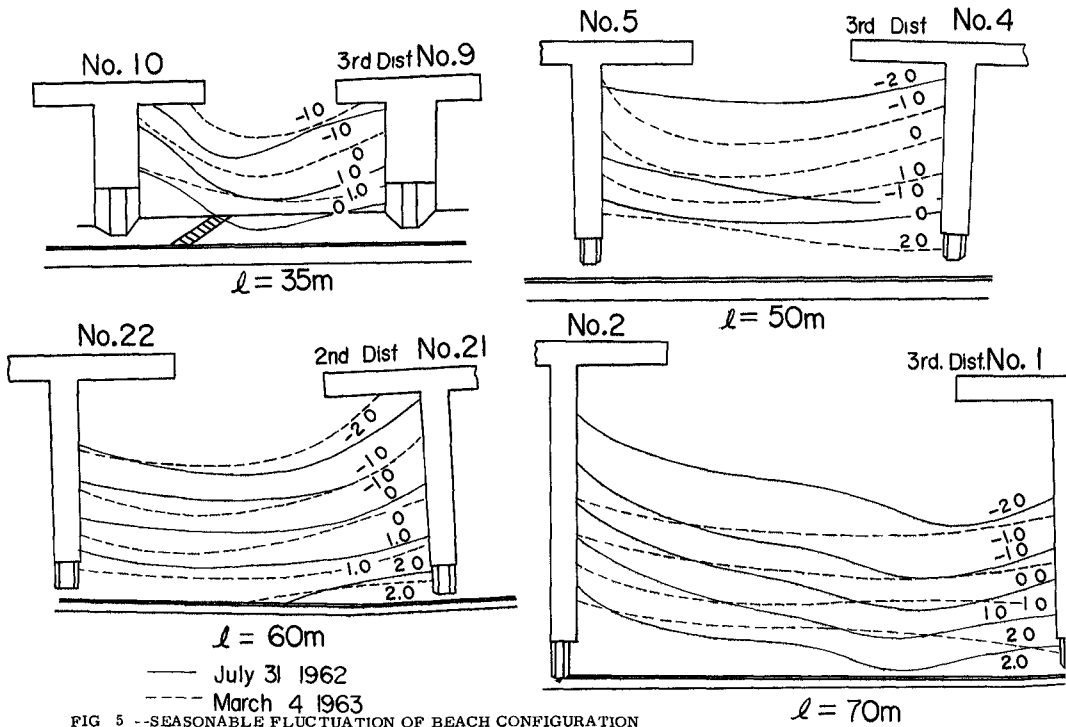 No. 10
3rd Dist No. 9
-1 0
-1 0
0
1 0
0 1.0
ℓ = 35m
No.5
3rd Dist No. 4
-2 0
-1 0
0
1 0
-1 0
0
2 0
ℓ = 50m
No.22
2nd Dist No. 21
-2 0
-1 0
-1 0
0
0
1.0
1.0
2 0
2.0
ℓ = 60m
No. 2
3rd. Dist. No. 1
-2 0
-1.0
-1 0
0 0
1 0 -1 0
2 0
2.0
ℓ = 70m
July 31 1962
March 4 1963
FIG 5 --SEASONABLE FLUCTUATION OF BEACH CONFIGURATION